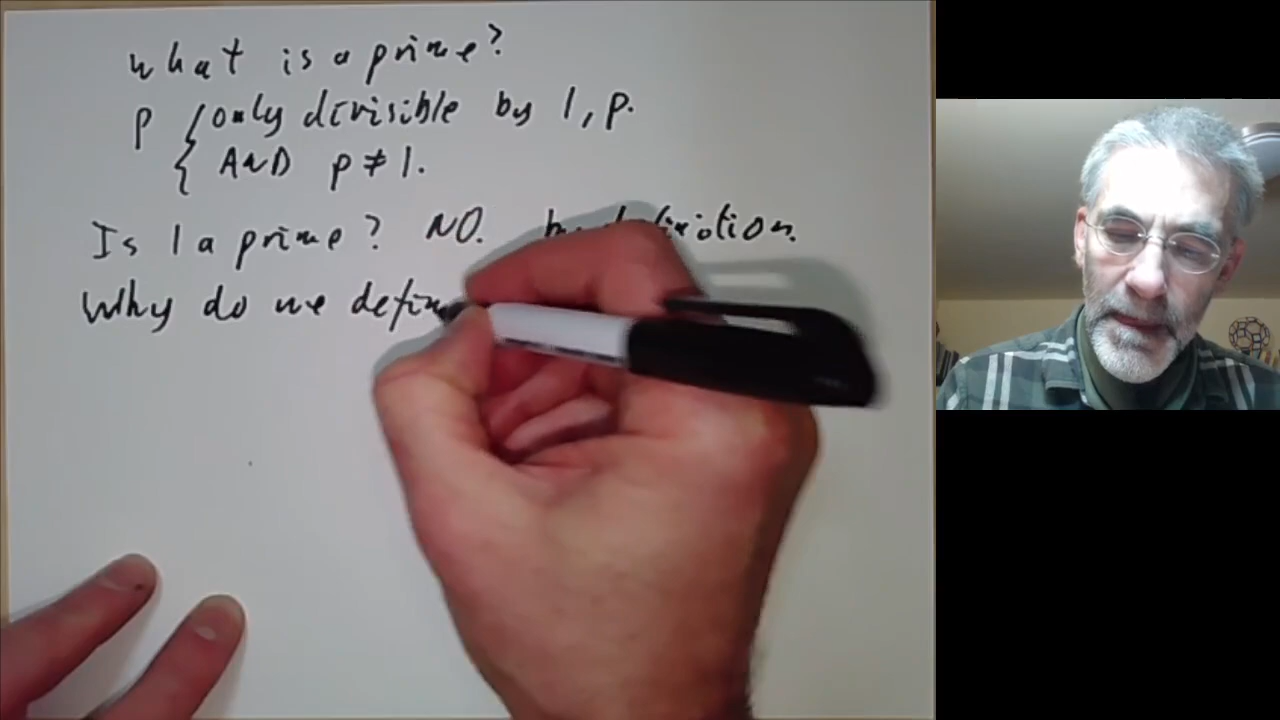 What is a prime?
p { only divisible by 1, p.
{ AND p ≠ 1.
Is 1 a prime? NO. by definition.
Why do we defin